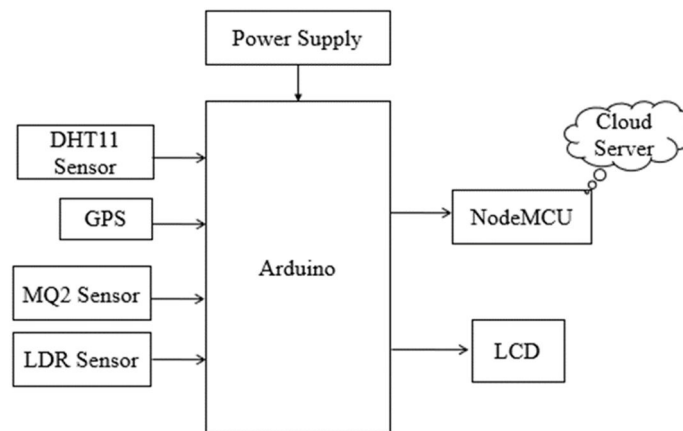 Power Supply
DHT11
Sensor
GPS
MQ2 Sensor
LDR Sensor
Arduino
Cloud
Server
NodeMCU
LCD